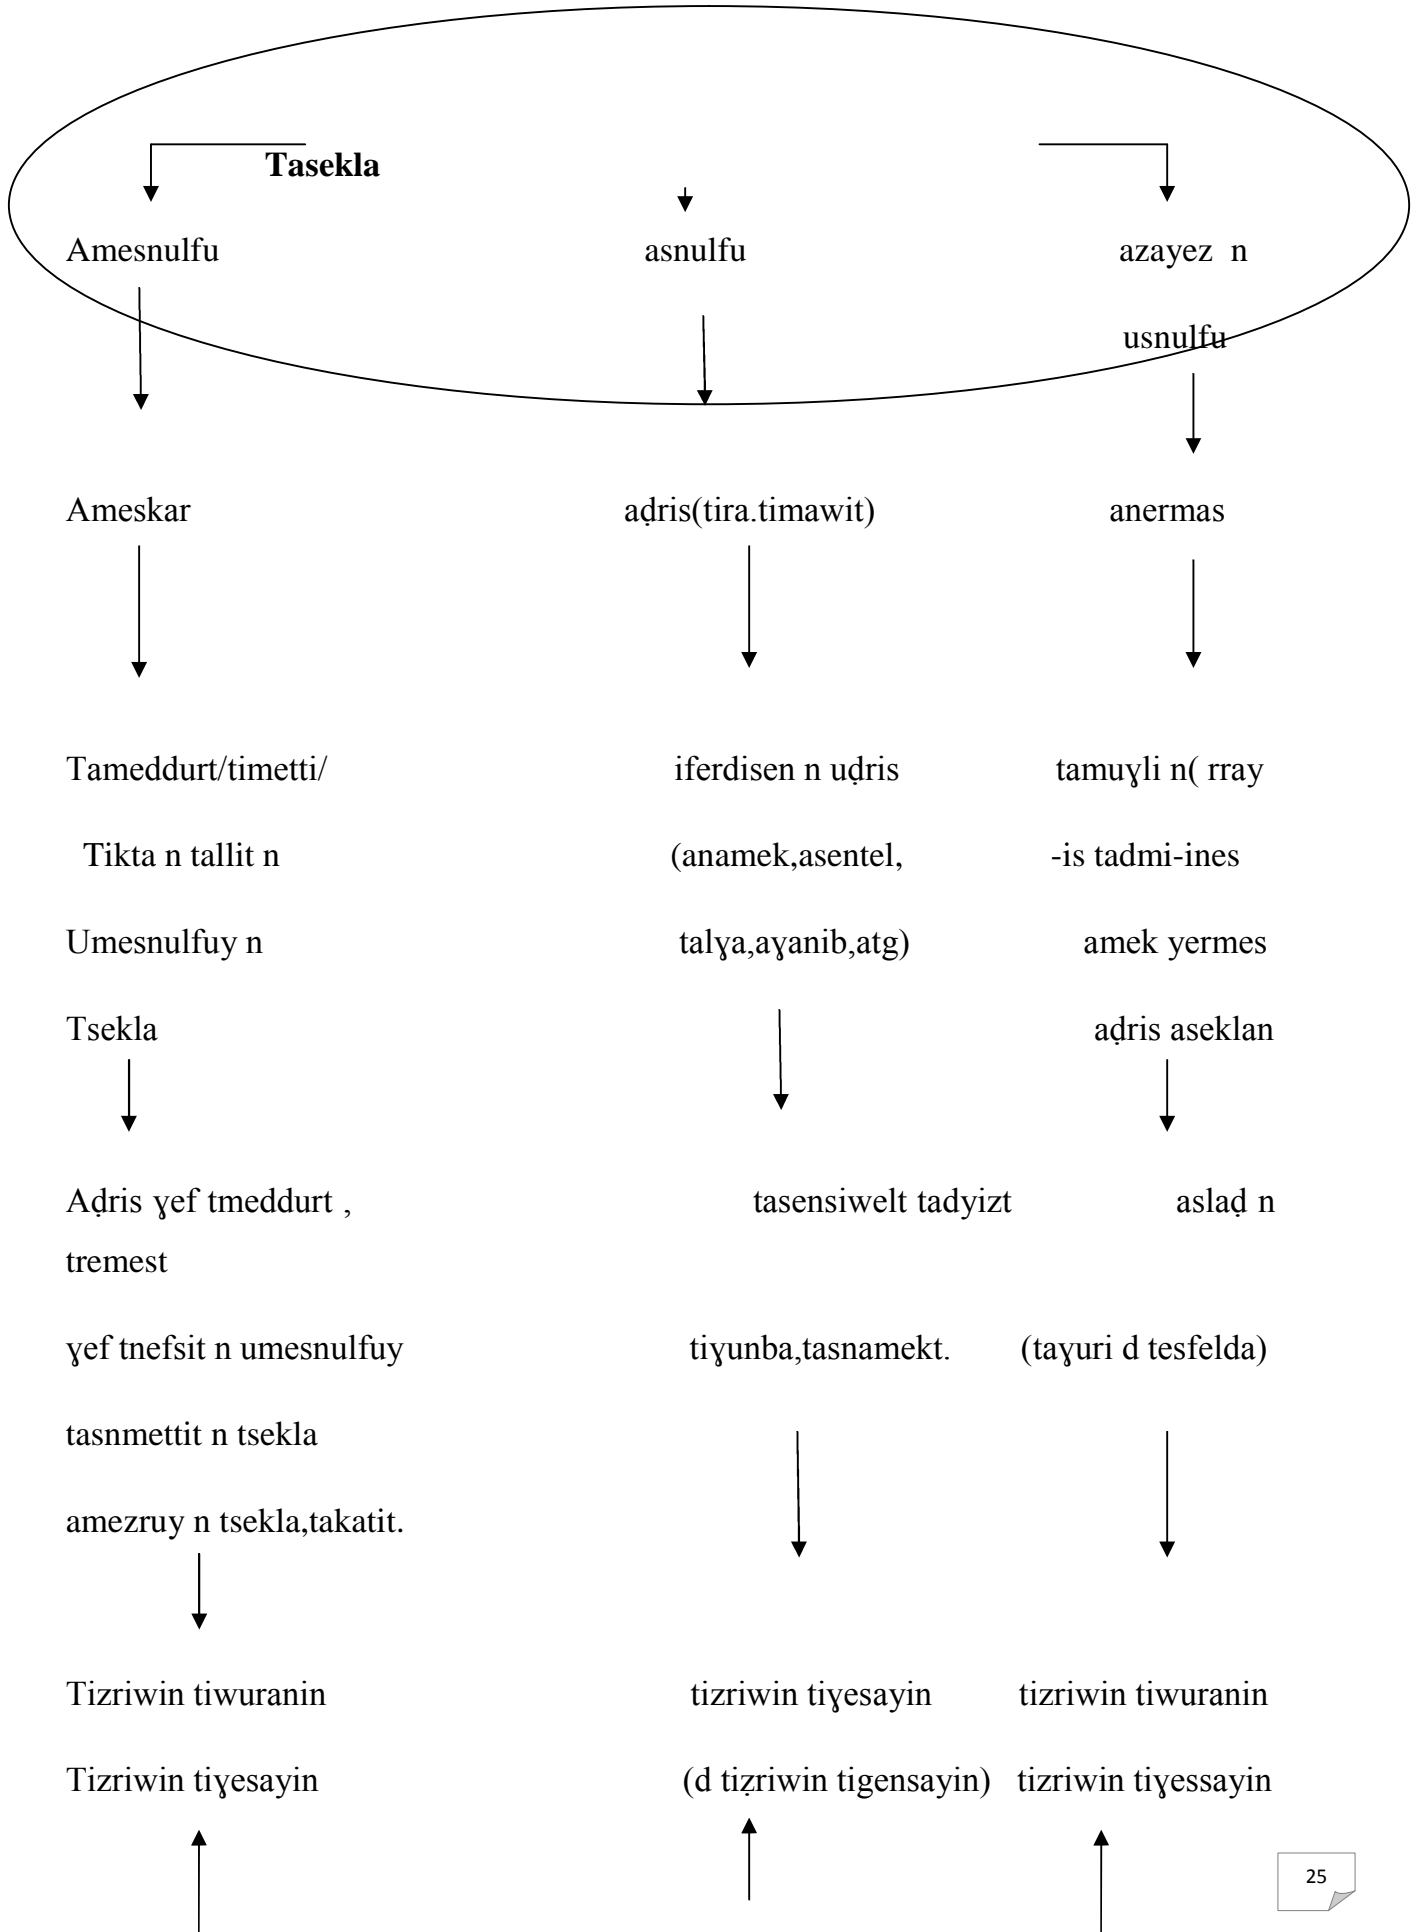 Tasekla
Amesnulfu asnulfu azayez n
usnulfu
Ameskar aḍris(tira.timawit) anermas
Tameddurt/timetti/ iferdisen n uḍris tamuɣli n( rray
Tikta n tallit n (anamek,asentel, -is tadmi-ines
Umesnulfuy n talɣa,aɣanib,atg) amek yermes
Tsekla aḍris aseklan
Aḍris ɣef tmeddurt , tasensiwelt tadyizt aslaḍ n
tremest
ɣef tnefsit n umesnulfuy tiɣunba,tasnamekt. (taɣuri d tesfelda)
tasnmettit n tsekla
amezruy n tsekla,takatit.
Tizriwin tiwuranin tizriwin tiɣesayin tizriwin tiwuranin
Tizriwin tiɣesayin (d tiẓriwin tigensayin) tizriwin tiɣessayin
25